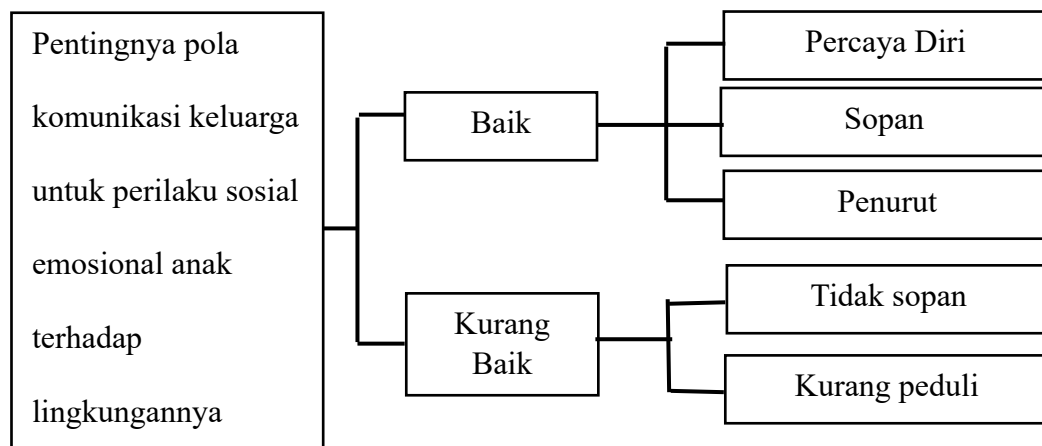 Pentingnya pola
komunikasi keluarga
untuk perilaku sosial
emosional anak
terhadap
lingkungannya
Baik
Percaya Diri
Sopan
Penurut
Kurang
Baik
Tidak sopan
Kurang peduli